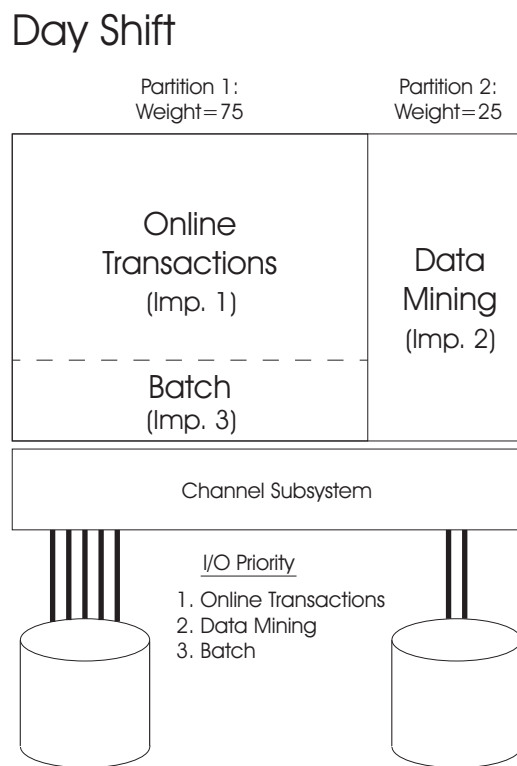 Day Shift
Partition 1:
Weight=75
Partition 2:
Weight=25
Online
Transactions
(Imp. 1)
Batch
(Imp. 3)
Data
Mining
(Imp. 2)
Channel Subsystem
I/O Priority
1. Online Transactions
2. Data Mining
3. Batch